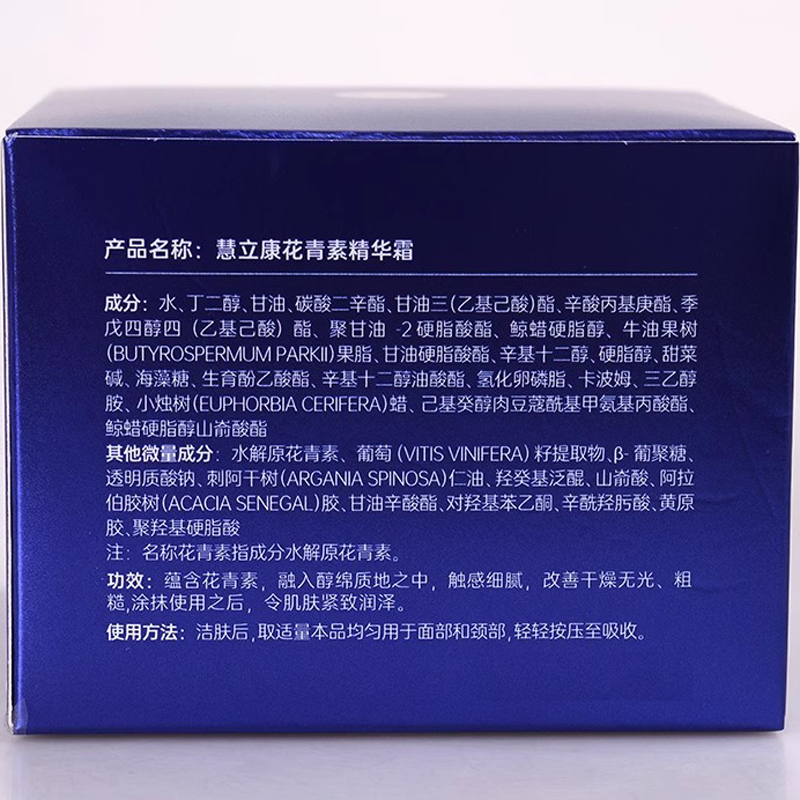 产品名称：慧立康花青素精华霜
成分：水、丁二醇、甘油、碳酸二辛酯、甘油三(乙基己酸)酯、辛酸丙基庚酯、季
戊四醇四（乙基己酸）酯、聚甘油-2硬脂酸酯、鲸蜡硬脂醇、牛油果树
(BUTYROSPERMUM PARKII)果脂、甘油硬脂酸酯、辛基十二醇、硬脂醇、甜菜
碱、海藻糖、生育酚乙酸酯、辛基十二醇油酸酯、氢化卵磷脂、卡波姆、三乙醇
胺、小烛树(EUPHORBIA CERIFERA)蜡、己基癸醇肉豆蔻酰基甲氨基丙酸酯、
鲸蜡硬脂醇山嵛酸酯
其他微量成分：水解原花青素、葡萄(VITIS VINIFERA)籽提取物、β-葡聚糖、
透明质酸钠、刺阿干树(ARGANIA SPINOSA)仁油、羟癸基泛醌、山嵛酸、阿拉
伯胶树(ACACIA SENEGAL)胶、甘油辛酸酯、对羟基苯乙酮、辛酰羟肟酸、黄原
胶、聚羟基硬脂酸
注：名称花青素指成分水解原花青素。
功效：蕴含花青素，融入醇绵质地之中，触感细腻，改善干燥无光、粗
糙,涂抹使用之后，令肌肤紧致润泽。
使用方法：洁肤后,取适量本品均匀用于面部和颈部,轻轻按压至吸收。